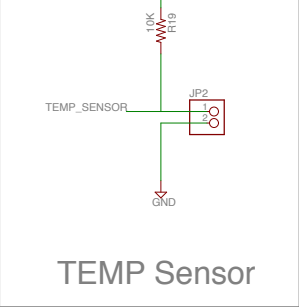 10K
R19
JP2
TEMP_SENSOR
1
2
GND
TEMP Sensor